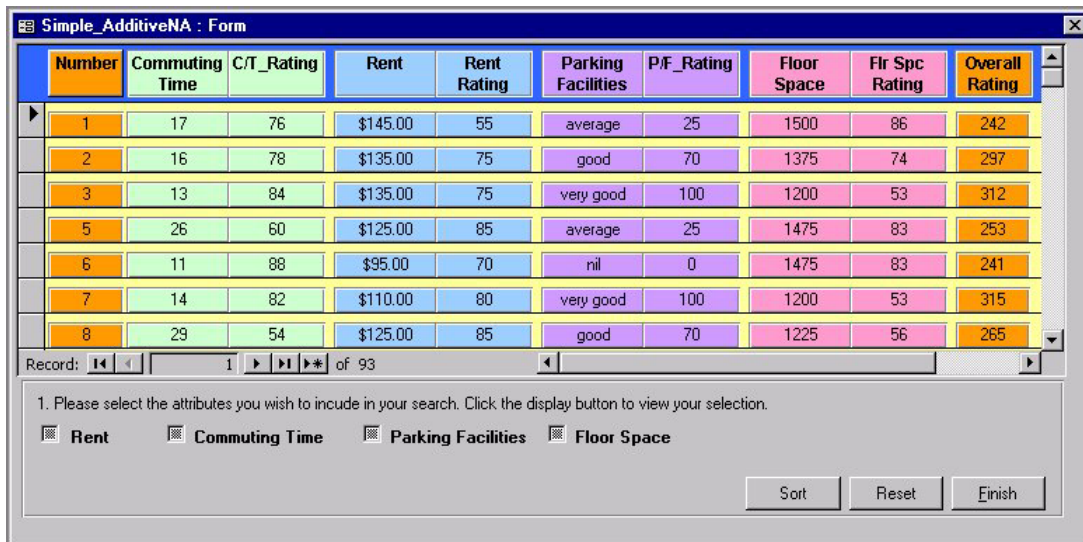 Simple_AdditiveNA : Form
Number Commuting Time C/T_Rating Rent Rent Rating Parking Facilities P/F_Rating Floor Space Flr Spc Rating Overall Rating
1 17 76 $145.00 55 average 25 1500 86 242
2 16 78 $135.00 75 good 70 1375 74 297
3 13 84 $135.00 75 very good 100 1200 53 312
5 26 60 $125.00 85 average 25 1475 83 253
6 11 88 $95.00 70 nil 0 1475 83 241
7 14 82 $110.00 80 very good 100 1200 53 315
8 29 54 $125.00 85 good 70 1225 56 265
Record: 1 of 93
1. Please select the attributes you wish to incude in your search. Click the display button to view your selection.
Rent Commuting Time Parking Facilities Floor Space
Sort Reset Finish